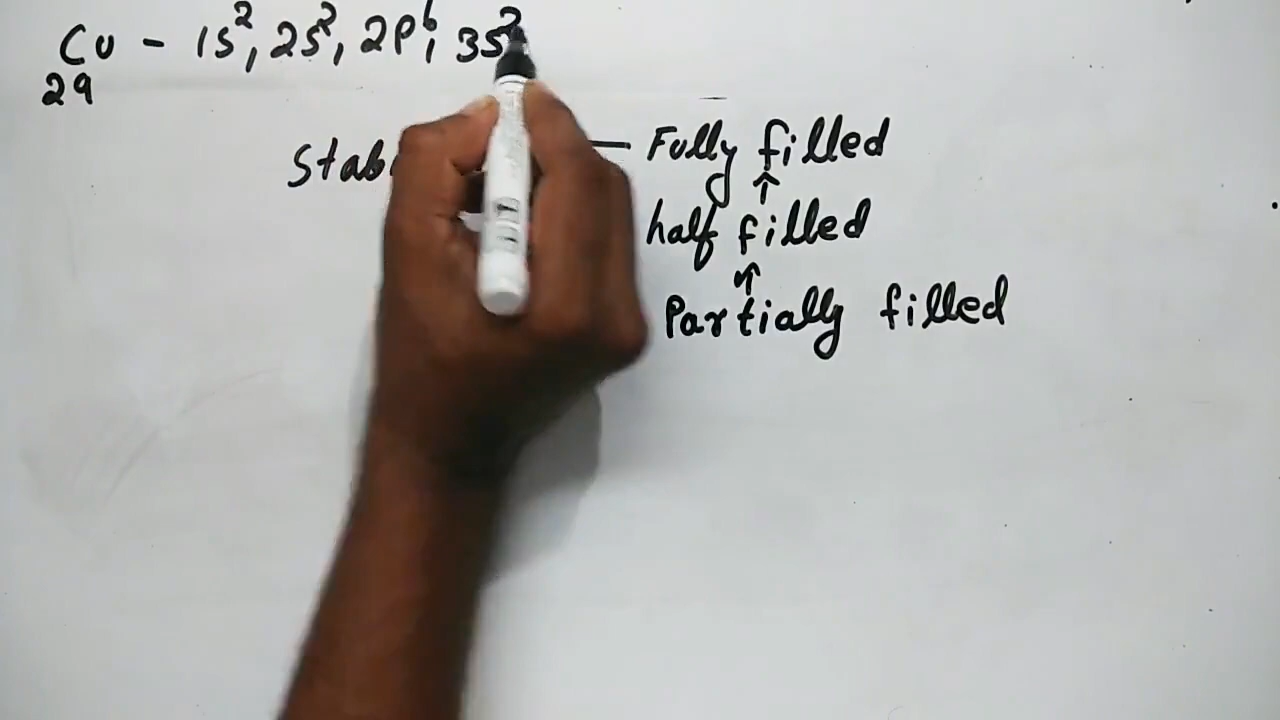 Cu - 1s², 2s², 2p⁶, 3s²
29
Fully filled
↑
half filled
↑
Partially filled